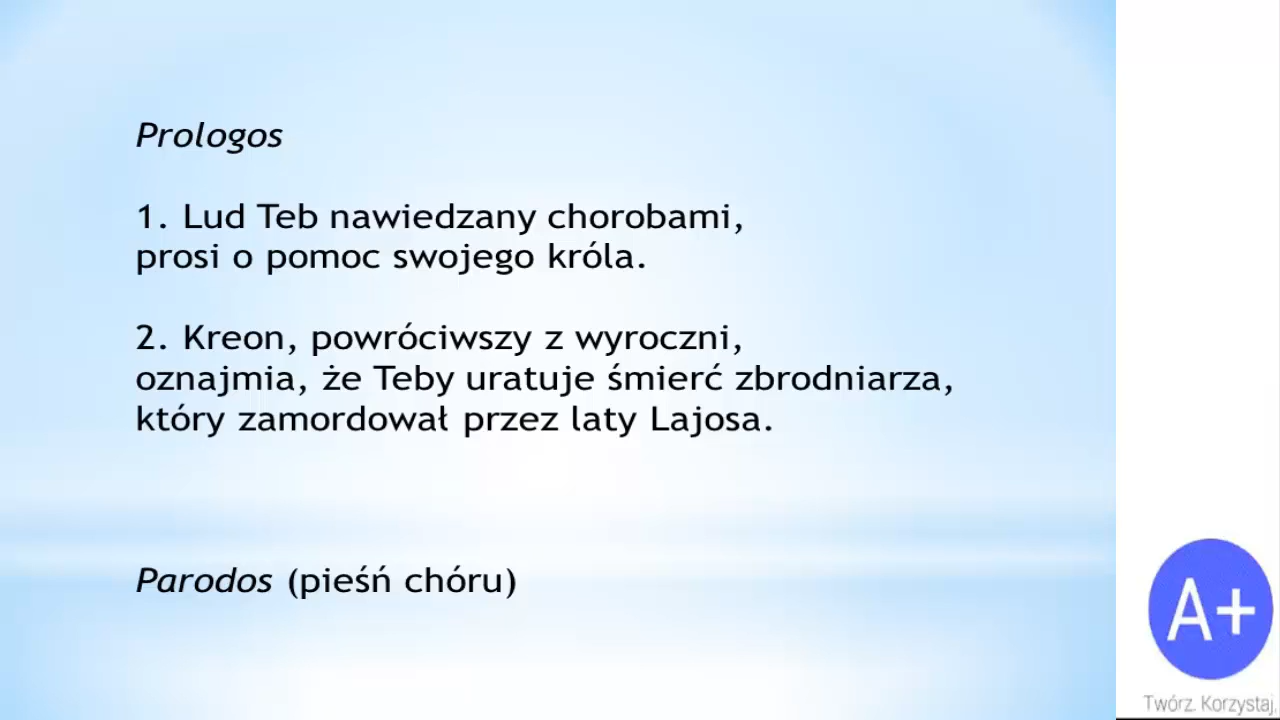 Prologos
1. Lud Teb nawiedzany chorobami,
prosi o pomoc swojego króla.
2. Kreon, powróciwszy z wyroczni,
oznajmia, że Teby uratuje śmierć zbrodniarza,
który zamordował przez laty Lajosa.
Parodos (pieśń chóru)
A+
Twórz. Korzystaj.